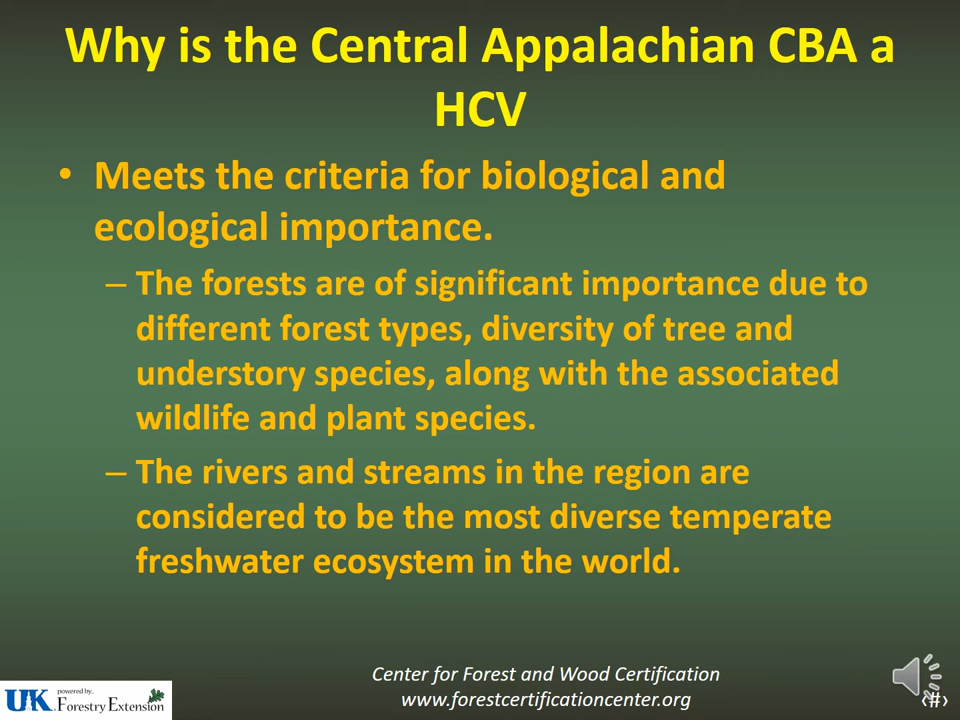 Why is the Central Appalachian CBA a
HCV
• Meets the criteria for biological and
ecological importance.
– The forests are of significant importance due to
different forest types, diversity of tree and
understory species, along with the associated
wildlife and plant species.
– The rivers and streams in the region are
considered to be the most diverse temperate
freshwater ecosystem in the world.
Center for Forest and Wood Certification
www.forestcertificationcenter.org
UK powered by..
Forestry Extension
‹#›